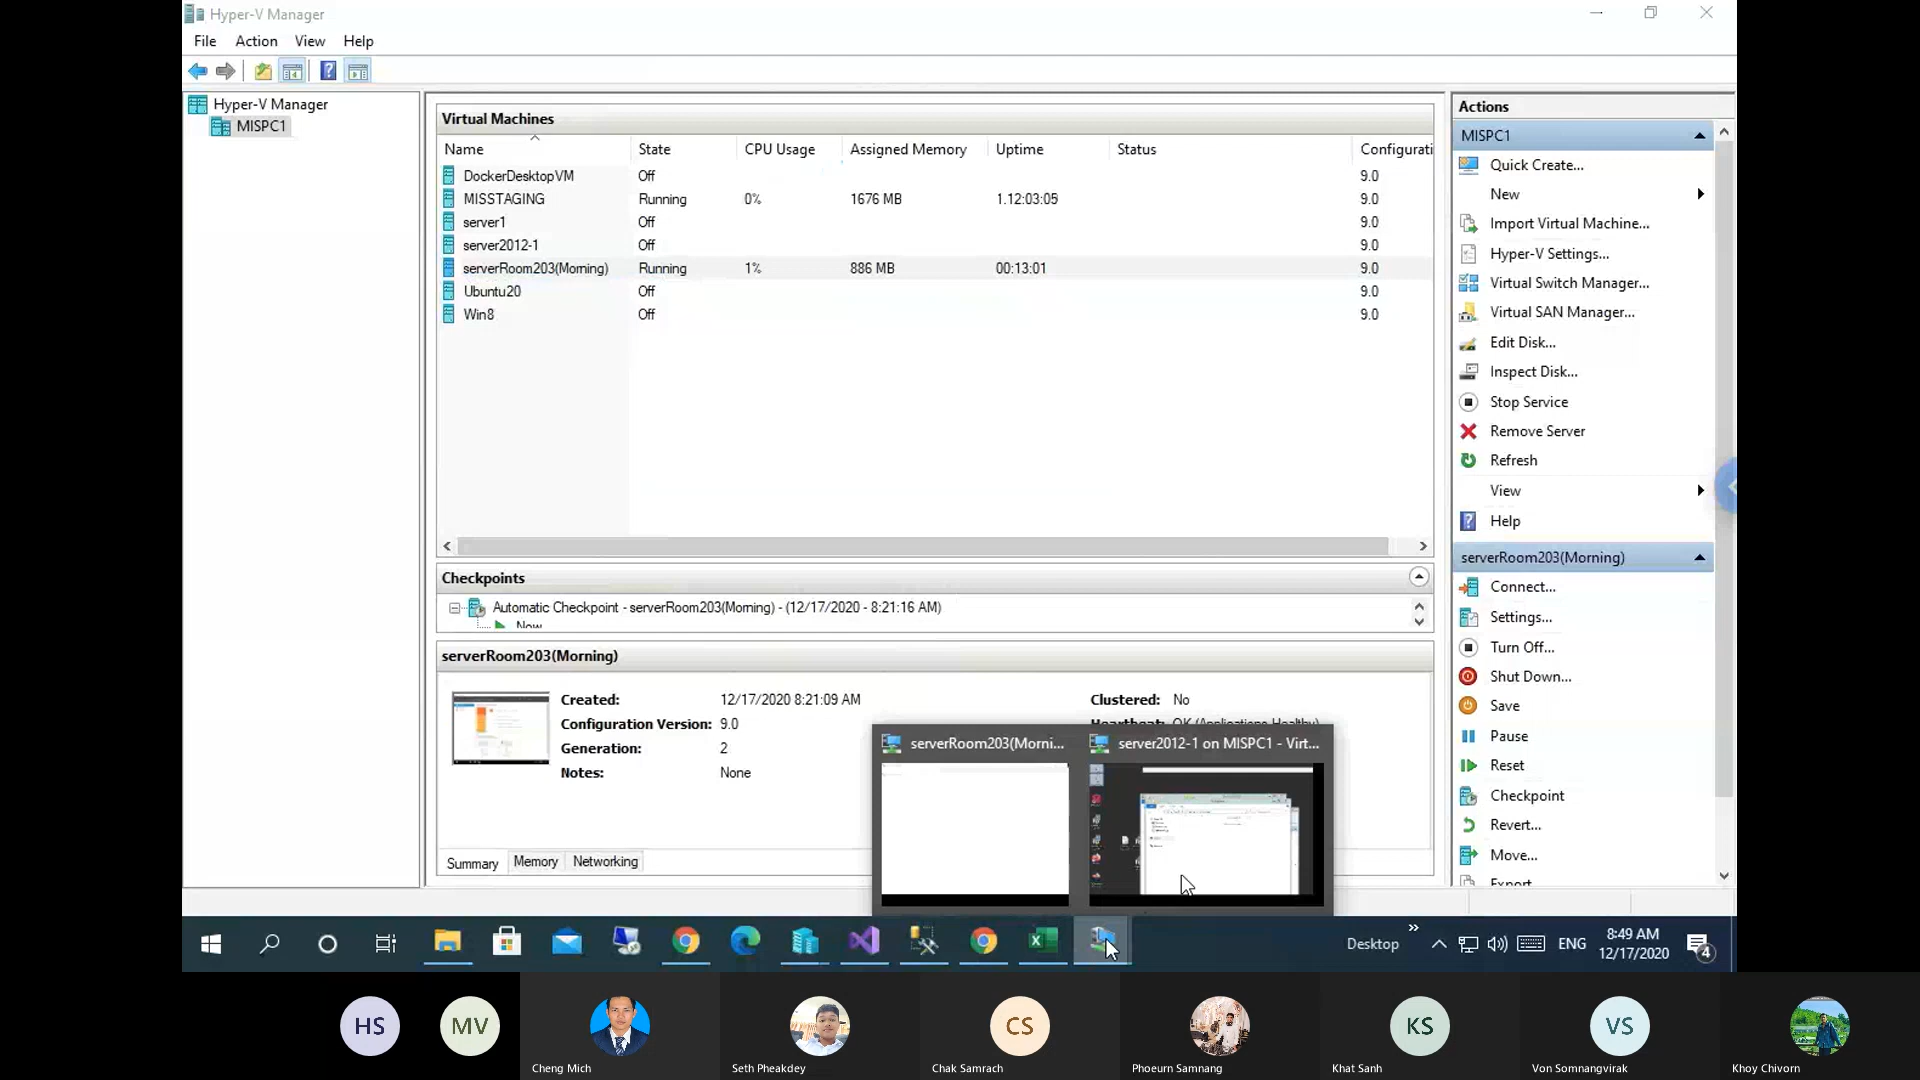 Hyper-V Manager
File Action View Help
Hyper-V Manager
MISPC1
Virtual Machines
Name State CPU Usage Assigned Memory Uptime Status Configurati
DockerDesktopVM Off 9.0
MISSTAGING Running 0% 1676 MB 1.12:03:05 9.0
server1 Off 9.0
server2012-1 Off 9.0
serverRoom203(Morning) Running 1% 886 MB 00:13:01 9.0
Ubuntu20 Off 9.0
Win8 Off 9.0
Checkpoints
Automatic Checkpoint - serverRoom203(Morning) - (12/17/2020 - 8:21:16 AM)
Now
serverRoom203(Morning)
Created: 12/17/2020 8:21:09 AM Clustered: No
Configuration Version: 9.0 Heartbeat: OK (Applications Healthy)
Generation: 2
Notes: None
Summary Memory Networking
serverRoom203(Morni... server2012-1 on MISPC1 - Virt...
Actions
MISPC1
Quick Create...
New
Import Virtual Machine...
Hyper-V Settings...
Virtual Switch Manager...
Virtual SAN Manager...
Edit Disk...
Inspect Disk...
Stop Service
Remove Server
Refresh
View
Help
serverRoom203(Morning)
Connect...
Settings...
Turn Off...
Shut Down...
Save
Pause
Reset
Checkpoint
Revert...
Move...
Export...
Desktop ENG 8:49 AM
12/17/2020 4
HS MV CS KS VS
Cheng Mich Seth Pheakdey Chak Samrach Phoeurn Samnang Khat Sanh Von Somnangvirak Khoy Chivorn